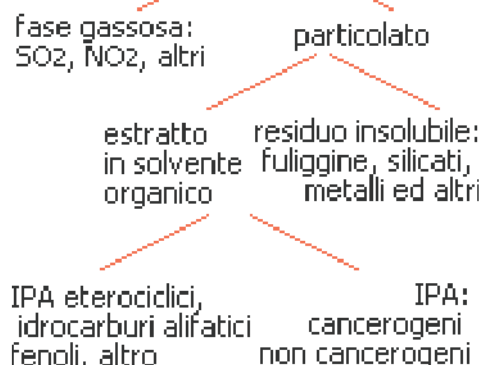 fase gassosa:
SO2, NO2, altri
particolato
estratto
in solvente
organico
residuo insolubile:
fuliggine, silicati,
metalli ed altri
IPA eterociclici,
idrocarburi alifatici
fenoli, altro
IPA:
cancerogeni
non cancerogeni